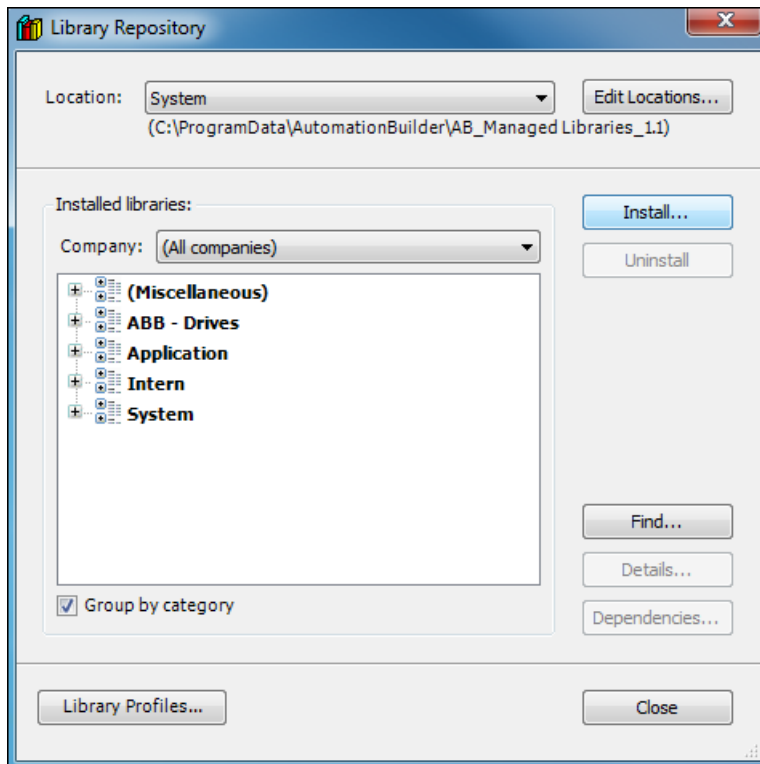 Library Repository
Location: System Edit Locations...
(C:\ProgramData\AutomationBuilder\AB_Managed Libraries_1.1)
Installed libraries:
Install...
Company: (All companies)
Uninstall
(Miscellaneous)
ABB - Drives
Application
Intern
System
Find...
Details...
Group by category
Dependencies...
Library Profiles... Close